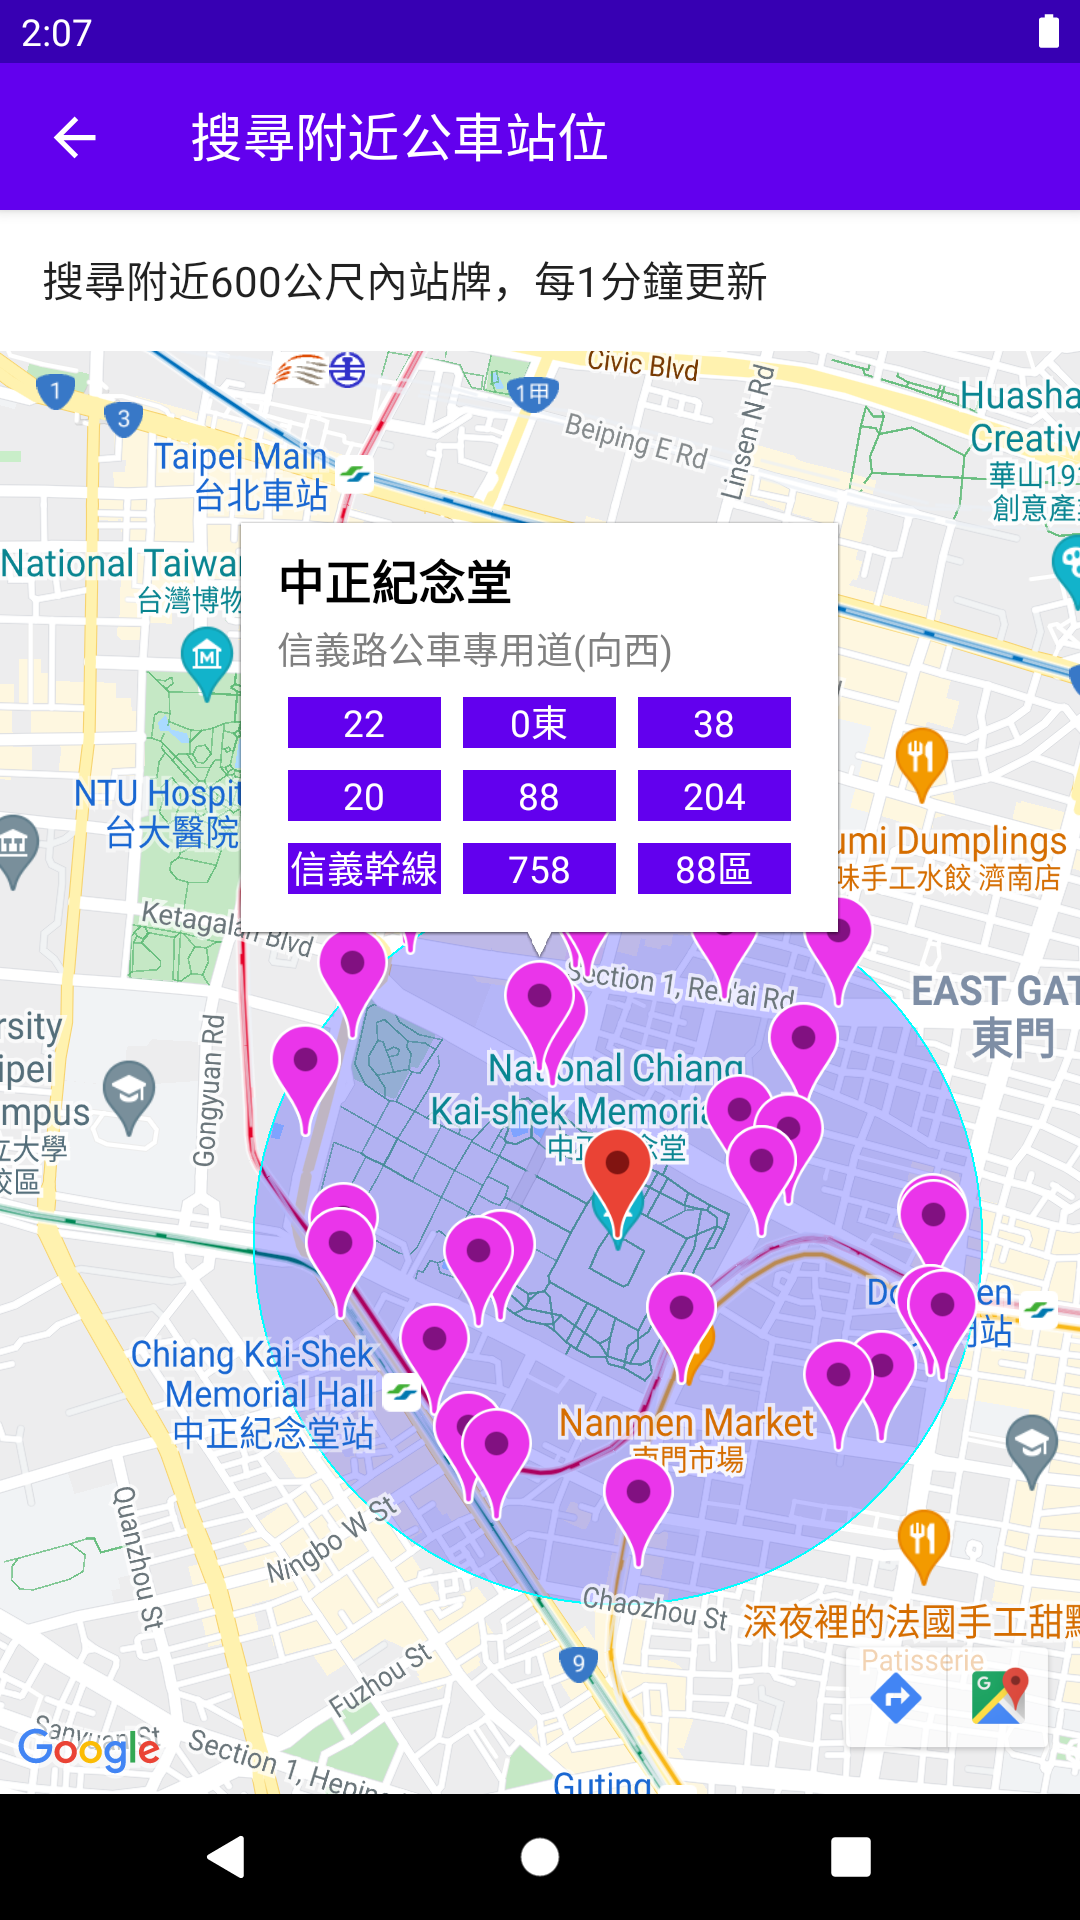 2:07
搜尋附近公車站位
搜尋附近600公尺內站牌，每1分鐘更新
Civic Blvd
1
3
1甲
Beiping E Rd
Linsen N Rd
Huasha
Creativ
華山19
創意產
Taipei Main
台北車站
National Taiwa
台灣博物
中正紀念堂
信義路公車專用道(向西)
22
0東
38
20
88
204
信義幹線
758
88區
NTU Hospit
台大醫院
umi Dumplings
味手工水餃 濟南店
Ketagalan Blvd
Section 1, Ren'ai Rd
EAST GAT
東門
rsity
ipei
mpus
立大學
校區
Gongyuan Rd
National Chiang
Kai-shek Memoria
中正紀念堂
Do
en
門站
Chiang Kai-Shek
Memorial Hall
中正紀念堂站
Nanmen Market
南門市場
Quanzhou St
Ningbo W St
Chaozhou St
深夜裡的法國手工甜點
Patisserie
Fuzhou St
9
Sanyuan St
Google
Section 1, Heping
Guting